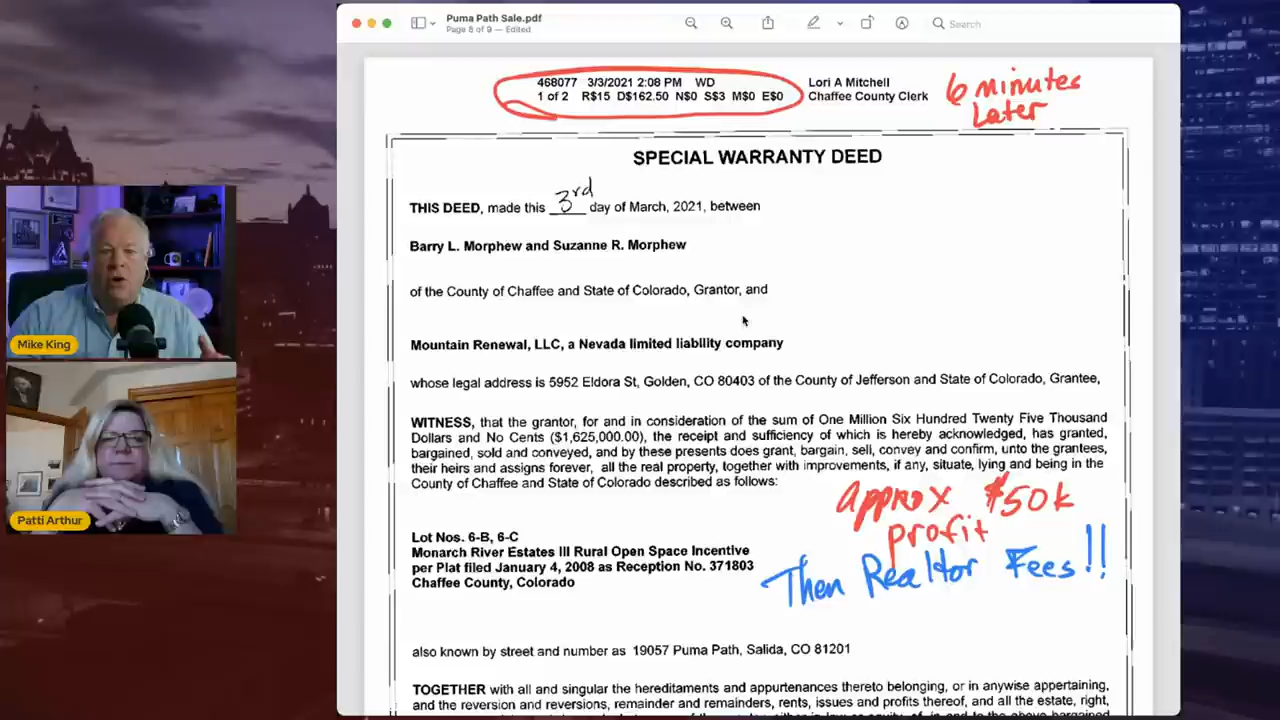 Puma Path Sale.pdf
Page 8 of 9 – Edited
Search
468077 3/3/2021 2:08 PM WD
1 of 2 R$15 D$162.50 N$0 S$3 M$0 E$0
Lori A Mitchell
Chaffee County Clerk
6 minutes
Later
SPECIAL WARRANTY DEED
THIS DEED, made this 3rd day of March, 2021, between
Barry L. Morphew and Suzanne R. Morphew
of the County of Chaffee and State of Colorado, Grantor, and
Mountain Renewal, LLC, a Nevada limited liability company
whose legal address is 5952 Eldora St, Golden, CO 80403 of the County of Jefferson and State of Colorado, Grantee,
WITNESS, that the grantor, for and in consideration of the sum of One Million Six Hundred Twenty Five Thousand
Dollars and No Cents ($1,625,000.00), the receipt and sufficiency of which is hereby acknowledged, has granted,
bargained, sold and conveyed, and by these presents does grant, bargain, sell, convey and confirm, unto the grantees,
their heirs and assigns forever, all the real property, together with improvements, if any, situate, lying and being in the
County of Chaffee and State of Colorado described as follows:
Approx $50k
profit
Then Realtor Fees!!
Lot Nos. 6-B, 6-C
Monarch River Estates III Rural Open Space Incentive
per Plat filed January 4, 2008 as Reception No. 371803
Chaffee County, Colorado
also known by street and number as 19057 Puma Path, Salida, CO 81201
TOGETHER with all and singular the hereditaments and appurtenances thereto belonging, or in anywise appertaining,
and the reversion and reversions, remainder and remainders, rents, issues and profits thereof, and all the estate, right,
Mike King
Patti Arthur